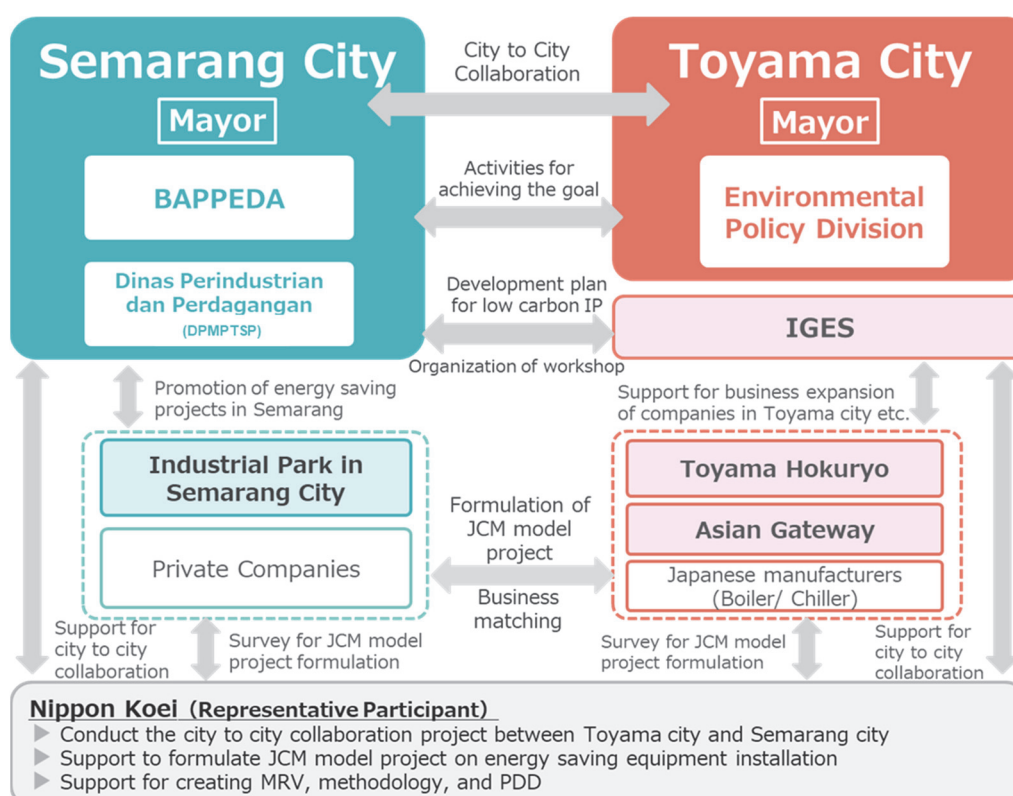 Semarang City
Mayor
BAPPEDA
Dinas Perindustrian
dan Perdagangan
(DPMPTSP)
City to City
Collaboration
Activities for
achieving the goal
Development plan
for low carbon IP
Organization of workshop
Toyama City
Mayor
Environmental
Policy Division
IGES
Promotion of energy saving
projects in Semarang
Support for business expansion
of companies in Toyama city etc.
Industrial Park in
Semarang City
Private Companies
Formulation of
JCM model
project
Business
matching
Toyama Hokuryo
Asian Gateway
Japanese manufacturers
(Boiler/ Chiller)
Support for
city to city
collaboration
Survey for JCM model
project formulation
Survey for JCM model
project formulation
Support for
city to city
collaboration
Nippon Koei (Representative Participant)
Conduct the city to city collaboration project between Toyama city and Semarang city
Support to formulate JCM model project on energy saving equipment installation
Support for creating MRV, methodology, and PDD